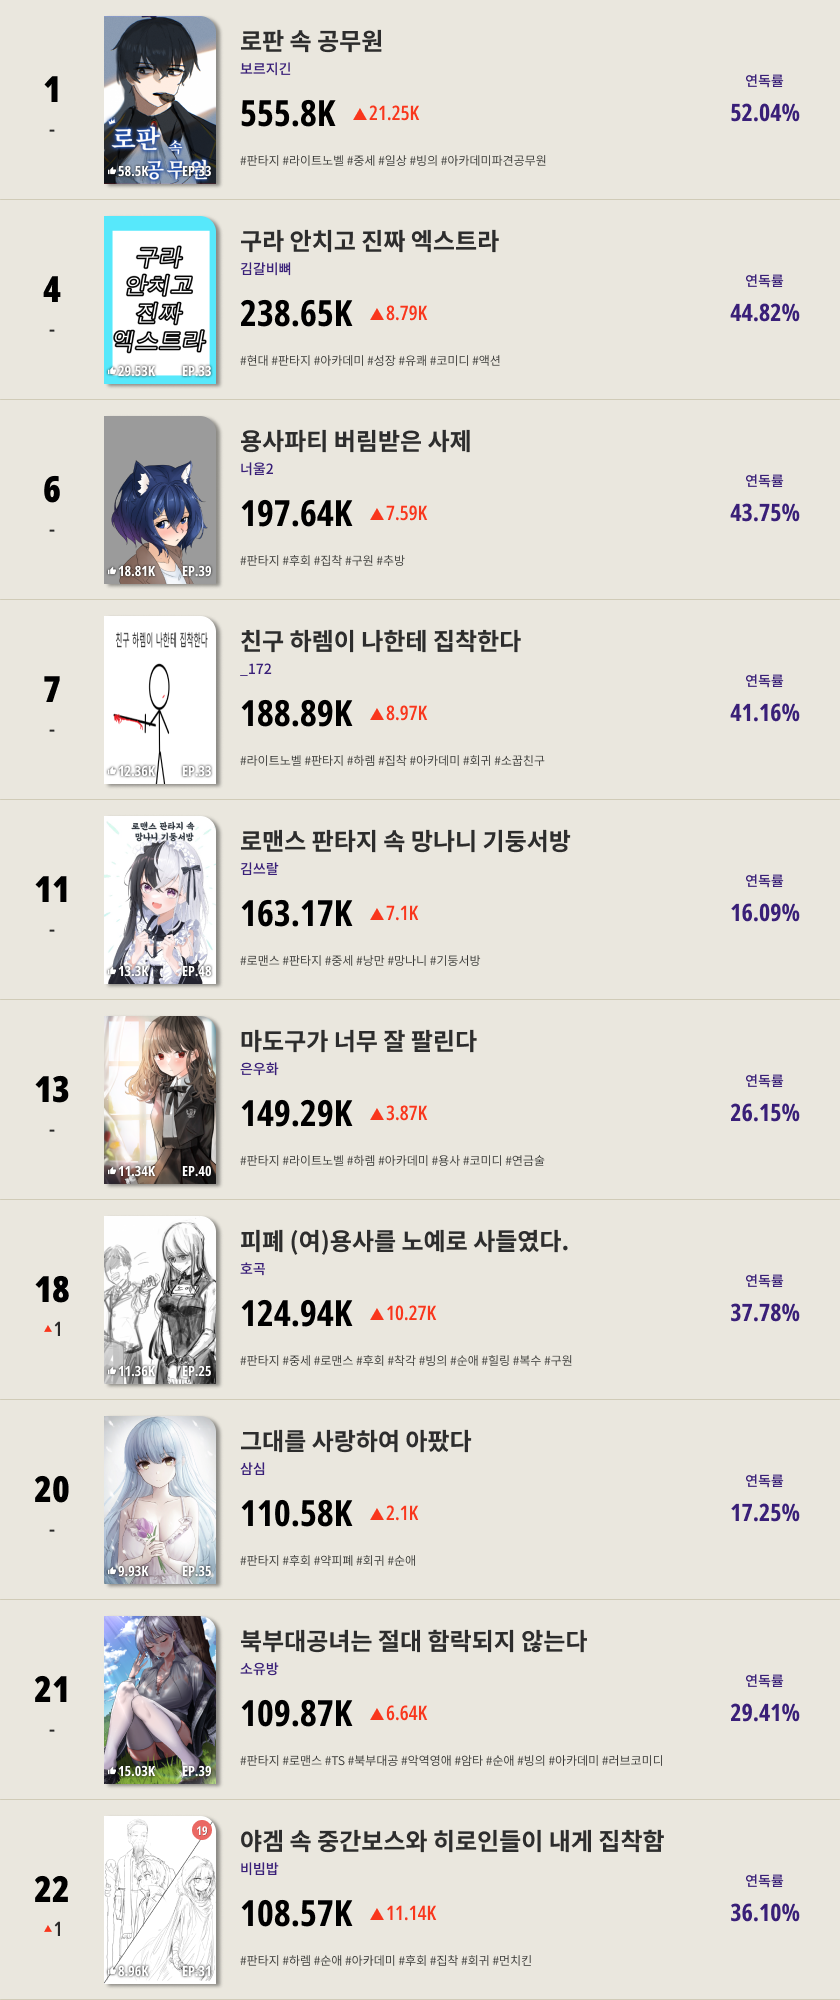 1
-
로판 속
공무원
58.5K EP.33
로판 속 공무원
보르지긴
555.8K ▲21.25K
#판타지 #라이트노벨 #중세 #일상 #빙의 #아카데미파견공무원
연독률
52.04%
4
-
구라
안치고
진짜
엑스트라
29.53K EP.33
구라 안치고 진짜 엑스트라
김갈비뼈
238.65K ▲8.79K
#현대 #판타지 #아카데미 #성장 #유쾌 #코미디 #액션
연독률
44.82%
6
-
18.81K EP.39
용사파티 버림받은 사제
너울2
197.64K ▲7.59K
#판타지 #후회 #집착 #구원 #추방
연독률
43.75%
7
-
친구 하렘이 나한테 집착한다
12.36K EP.33
친구 하렘이 나한테 집착한다
_172
188.89K ▲8.97K
#라이트노벨 #판타지 #하렘 #집착 #아카데미 #회귀 #소꿉친구
연독률
41.16%
11
-
로맨스 판타지 속
망나니 기둥서방
13.3K EP.48
로맨스 판타지 속 망나니 기둥서방
김쓰랄
163.17K ▲7.1K
#로맨스 #판타지 #중세 #낭만 #망나니 #기둥서방
연독률
16.09%
13
-
11.34K EP.40
마도구가 너무 잘 팔린다
은우화
149.29K ▲3.87K
#판타지 #라이트노벨 #하렘 #아카데미 #용사 #코미디 #연금술
연독률
26.15%
18
▲1
11.36K EP.25
피폐 (여)용사를 노예로 사들였다.
호곡
124.94K ▲10.27K
#판타지 #중세 #로맨스 #후회 #착각 #빙의 #순애 #힐링 #복수 #구원
연독률
37.78%
20
-
9.93K EP.35
그대를 사랑하여 아팠다
삼심
110.58K ▲2.1K
#판타지 #후회 #약피폐 #회귀 #순애
연독률
17.25%
21
-
15.03K EP.39
북부대공녀는 절대 함락되지 않는다
소유방
109.87K ▲6.64K
#판타지 #로맨스 #TS #북부대공 #악역영애 #암타 #순애 #빙의 #아카데미 #러브코미디
연독률
29.41%
22
▲1
19
8.96K EP.31
야겜 속 중간보스와 히로인들이 내게 집착함
비빔밥
108.57K ▲11.14K
#판타지 #하렘 #순애 #아카데미 #후회 #집착 #회귀 #먼치킨
연독률
36.10%